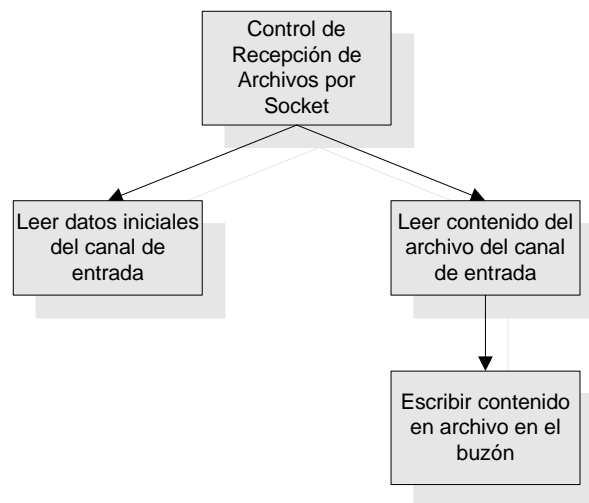 Control de
Recepción de
Archivos por
Socket
Leer datos iniciales
del canal de
entrada
Leer contenido del
archivo del canal
de entrada
Escribir contenido
en archivo en el
buzón